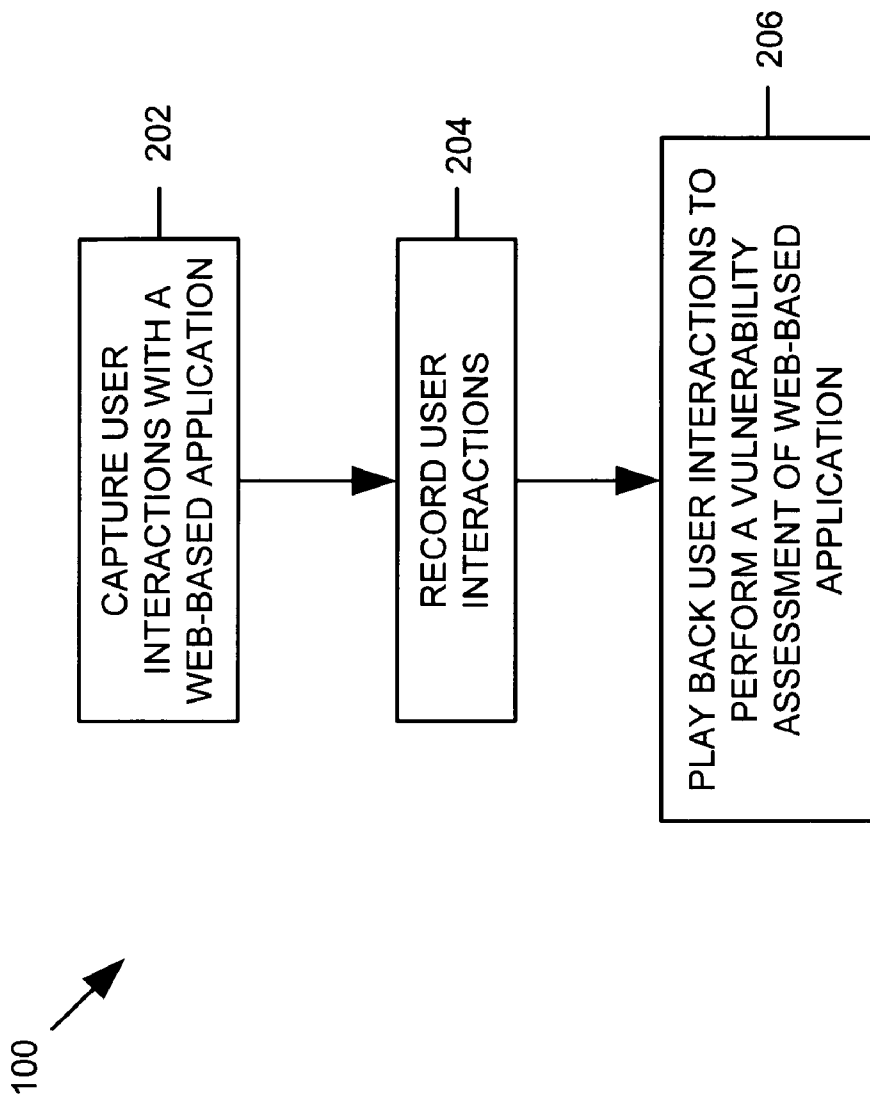 100
CAPTURE USER
INTERACTIONS WITH A
WEB-BASED APPLICATION
202
RECORD USER
INTERACTIONS
204
PLAY BACK USER INTERACTIONS TO
PERFORM A VULNERABILITY
ASSESSMENT OF WEB-BASED
APPLICATION
206